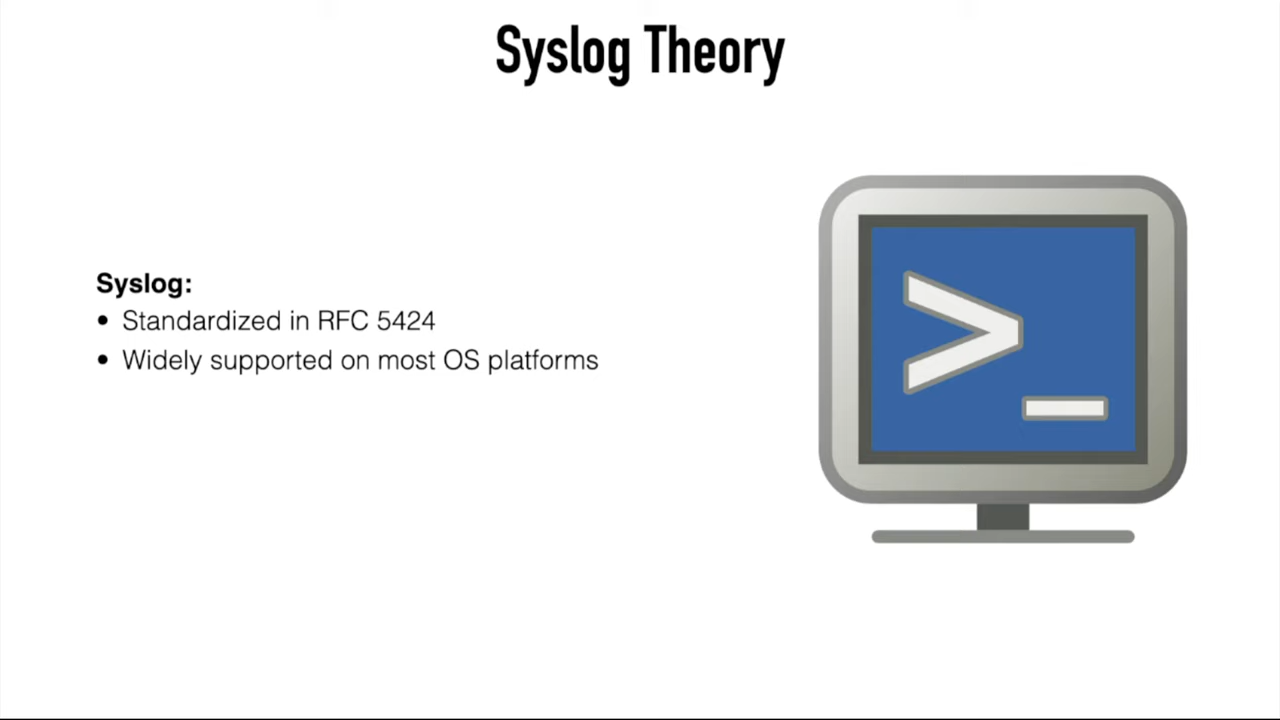 Syslog Theory
Syslog:
• Standardized in RFC 5424
• Widely supported on most OS platforms
>_